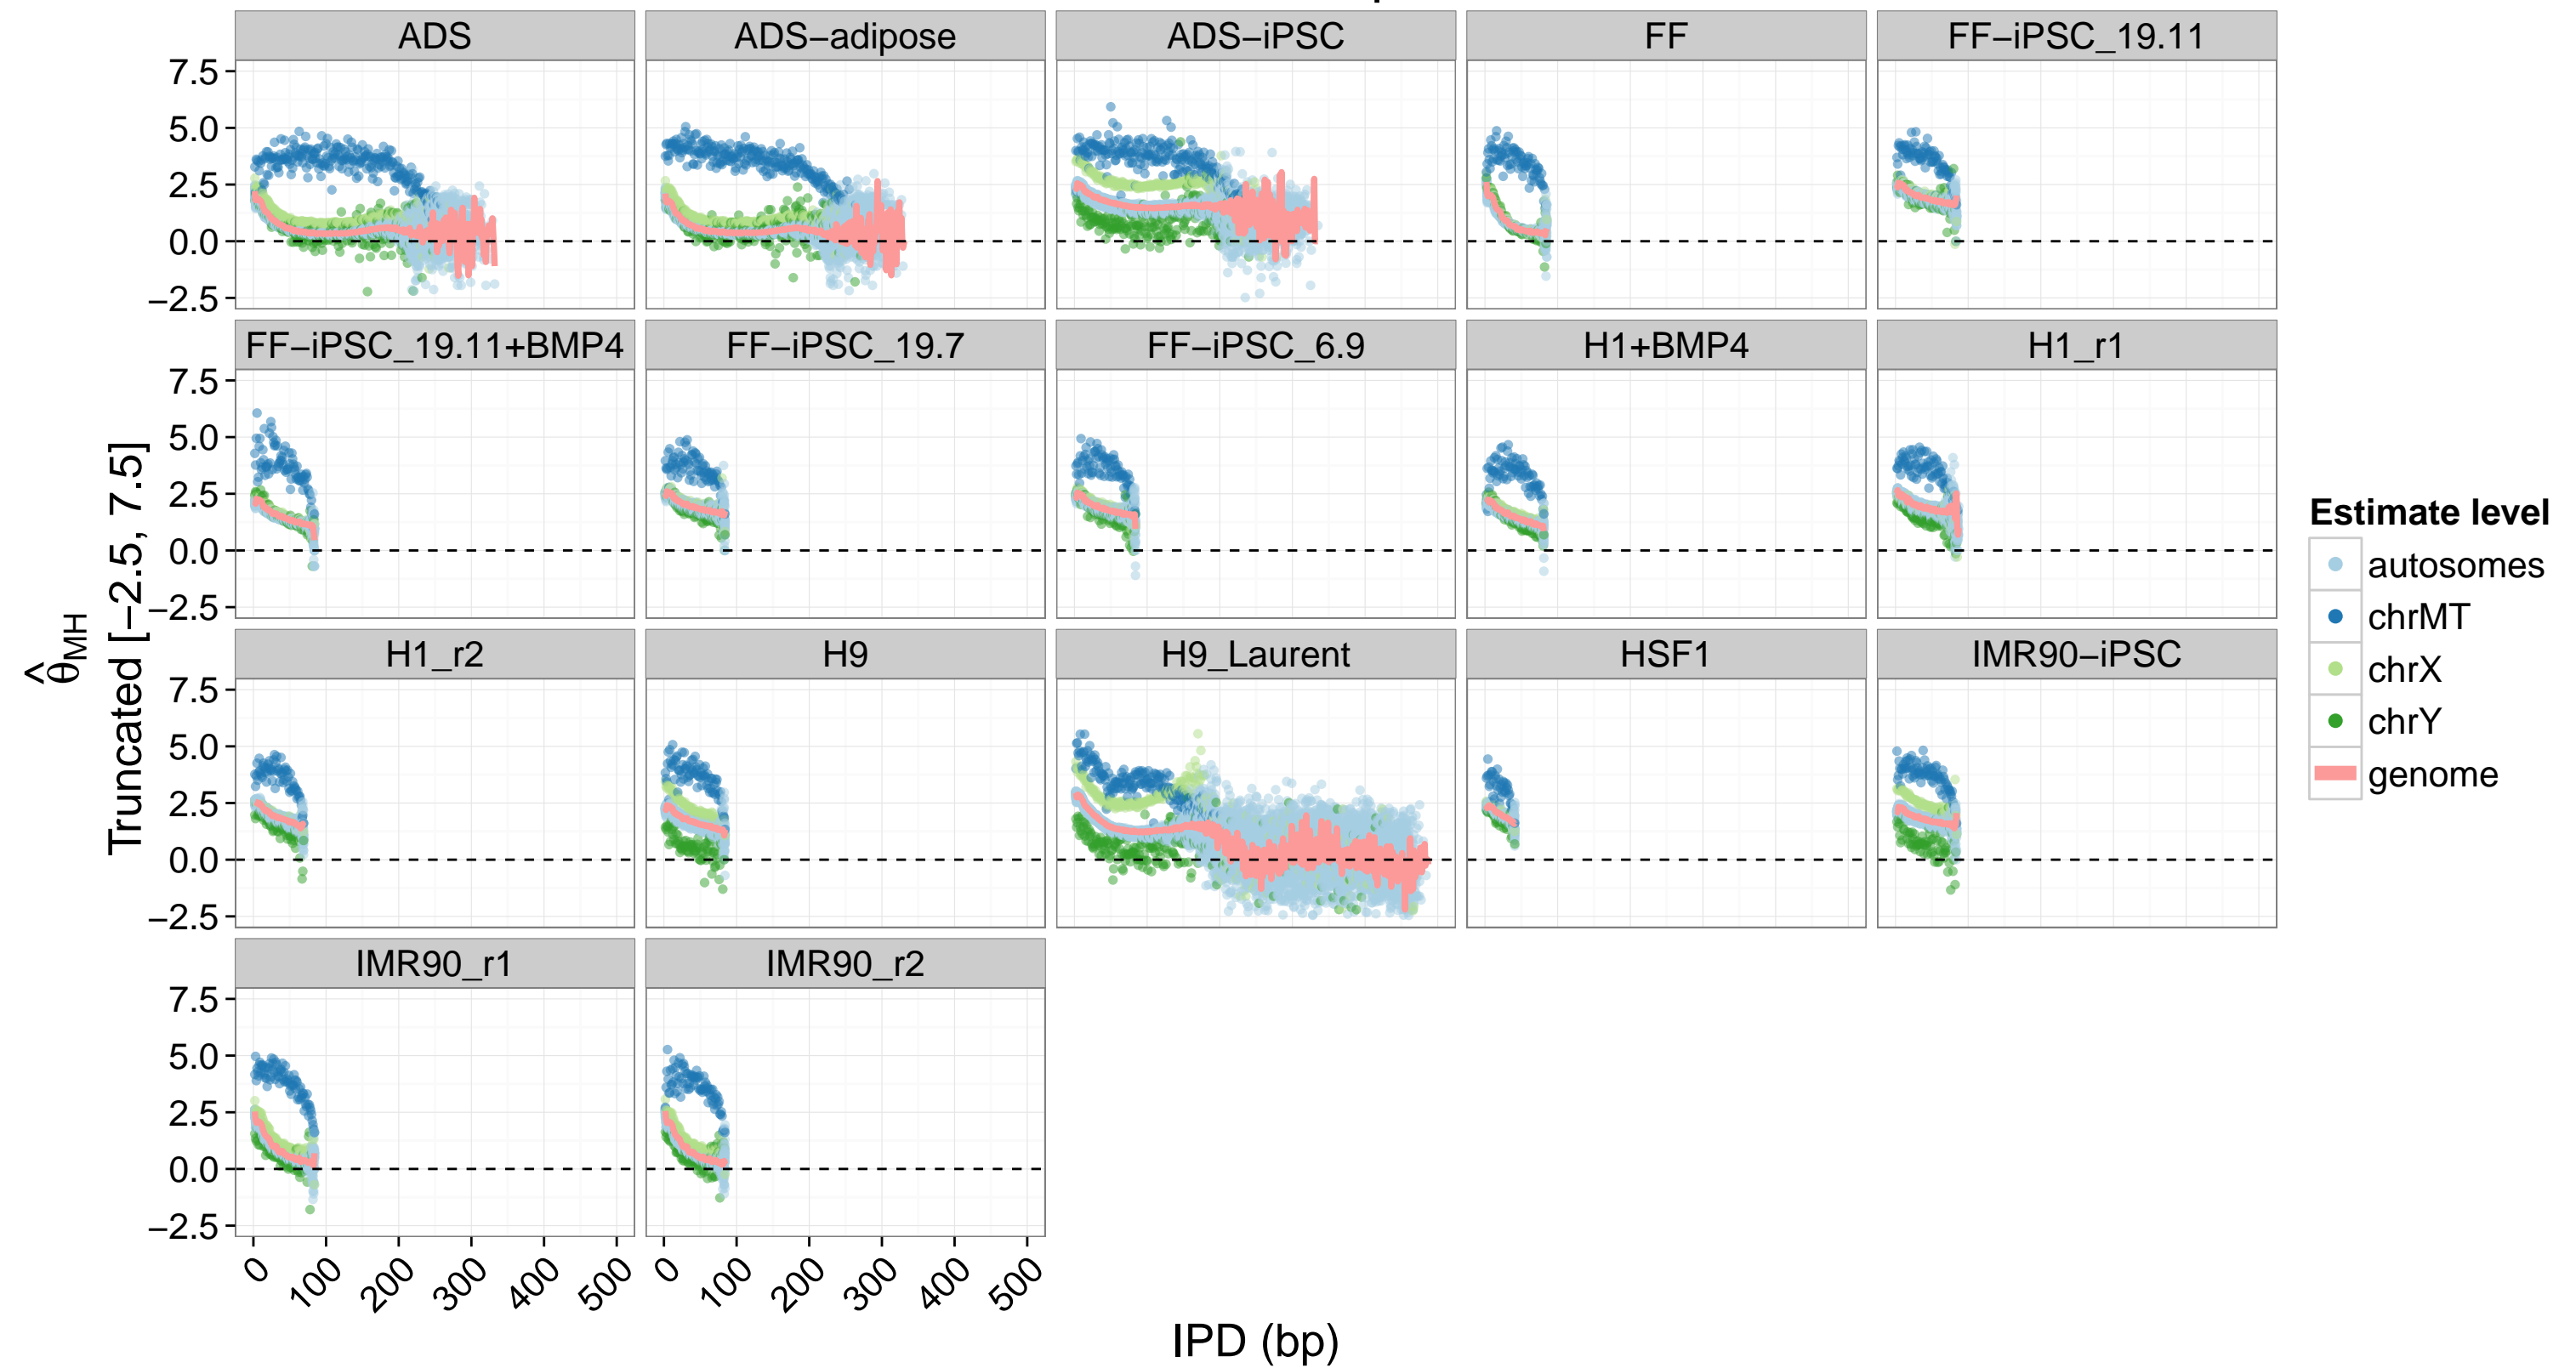 ADS
ADS−adipose
ADS−iPSC
FF
FF−iPSC_19.11
7.5
5.0
2.5
0.0
−2.5
FF−iPSC_19.11+BMP4
FF−iPSC_19.7
FF−iPSC_6.9
H1+BMP4
H1_r1
7.5
5.0
2.5
0.0
−2.5
H1_r2
H9
H9_Laurent
HSF1
IMR90−iPSC
7.5
5.0
2.5
0.0
−2.5
IMR90_r1
IMR90_r2
7.5
5.0
2.5
0.0
−2.5
0 100 200 300 400 500
0 100 200 300 400 500
IPD (bp)
θ̂MH
Truncated [−2.5, 7.5]
Estimate level
autosomes
chrMT
chrX
chrY
genome